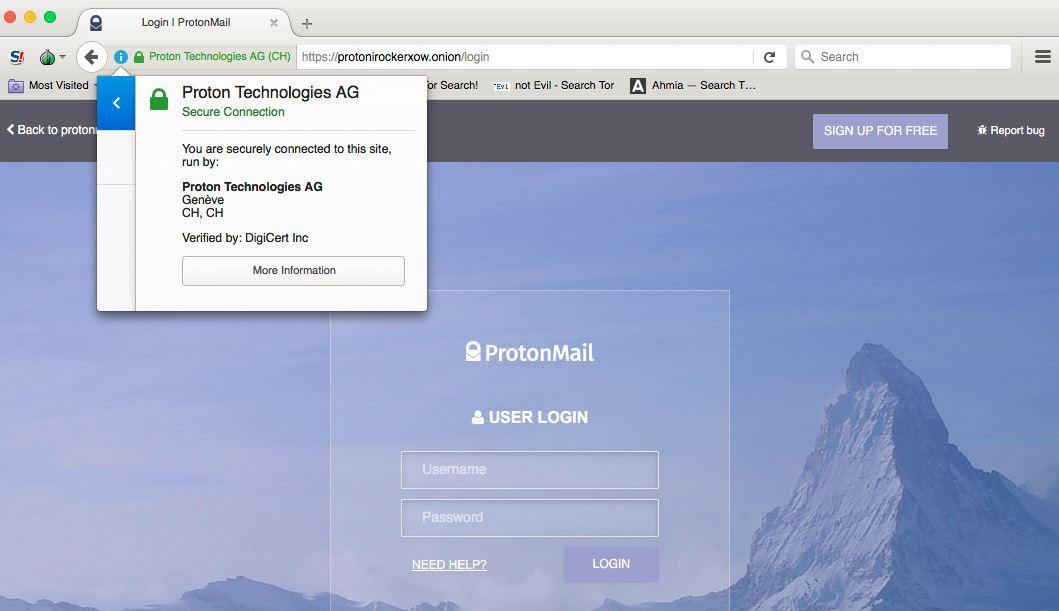 Login | ProtonMail
Proton Technologies AG (CH)
https://protonirockerxow.onion/login
Search
Most Visited
or Search!
not Evil - Search Tor
Ahmia — Search T…
Back to proton
SIGN UP FOR FREE
Report bug
Proton Technologies AG
Secure Connection
You are securely connected to this site,
run by:
Proton Technologies AG
Genève
CH, CH
Verified by: DigiCert Inc
More Information
ProtonMail
USER LOGIN
Username
Password
NEED HELP?
LOGIN